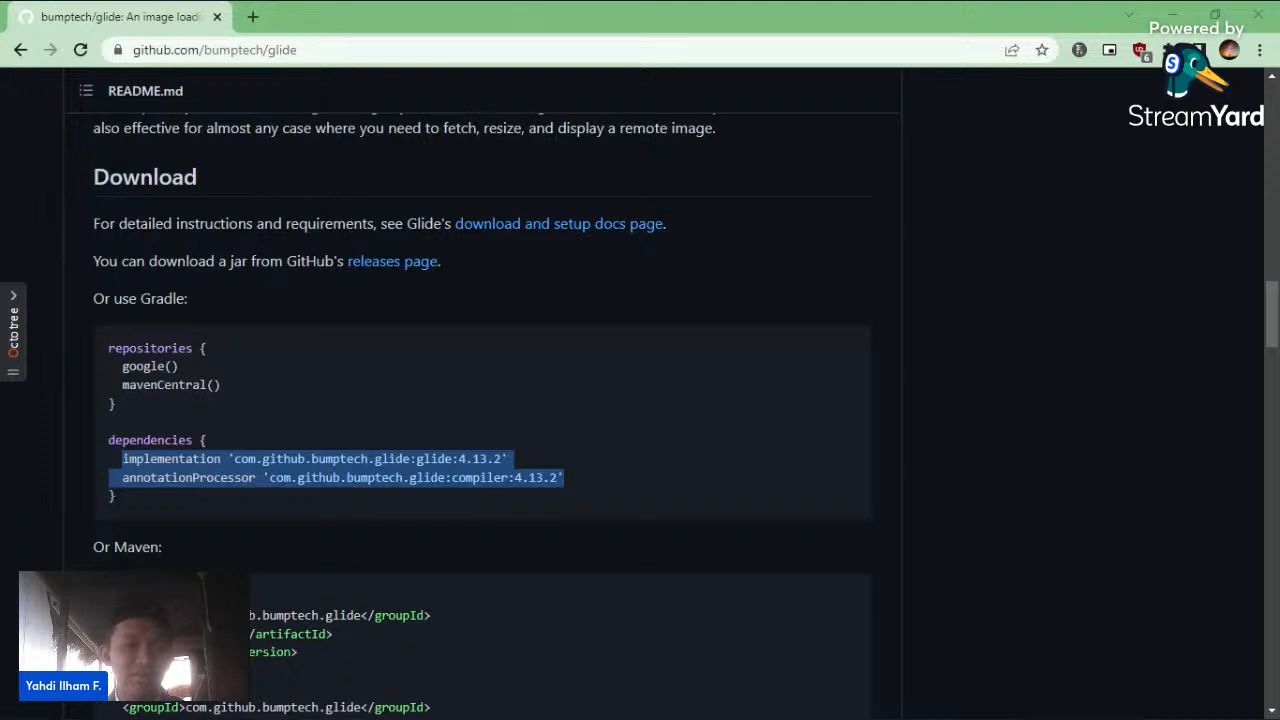 bumptech/glide: An image loadi
Powered by
github.com/bumptech/glide
6
S
StreamYard
README.md
also effective for almost any case where you need to fetch, resize, and display a remote image.
Download
For detailed instructions and requirements, see Glide's download and setup docs page.
You can download a jar from GitHub's releases page.
Octotree
Or use Gradle:
repositories {
google()
mavenCentral()
}
dependencies {
implementation 'com.github.bumptech.glide:glide:4.13.2'
annotationProcessor 'com.github.bumptech.glide:compiler:4.13.2'
}
Or Maven:
b.bumptech.glide</groupId>
/artifactId>
ersion>
<groupId>com.github.bumptech.glide</groupId>
Yahdi Ilham F.